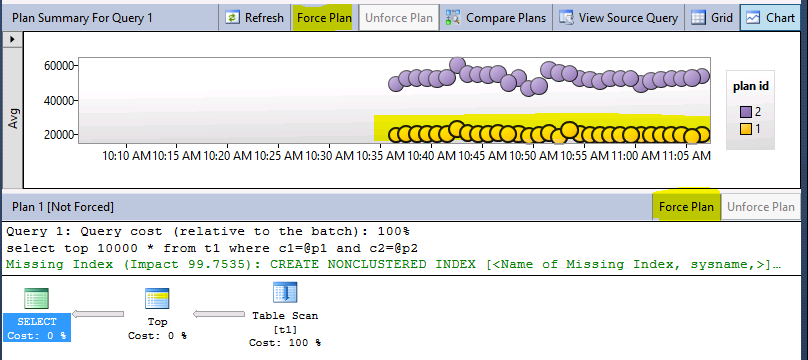 Plan Summary For Query 1
Refresh
Force Plan
Unforce Plan
Compare Plans
View Source Query
Grid
Chart
Avg
60000
40000
20000
10:10 AM 10:15 AM 10:20 AM 10:25 AM 10:30 AM 10:35 AM 10:40 AM 10:45 AM 10:50 AM 10:55 AM 11:00 AM 11:05 AM
plan id
2
1
Plan 1 [Not Forced]
Force Plan
Unforce Plan
Query 1: Query cost (relative to the batch): 100%
select top 10000 * from t1 where c1=@p1 and c2=@p2
Missing Index (Impact 99.7535): CREATE NONCLUSTERED INDEX [<Name of Missing Index, sysname,>]…
SELECT
Cost: 0 %
Top
Cost: 0 %
Table Scan
[t1]
Cost: 100 %